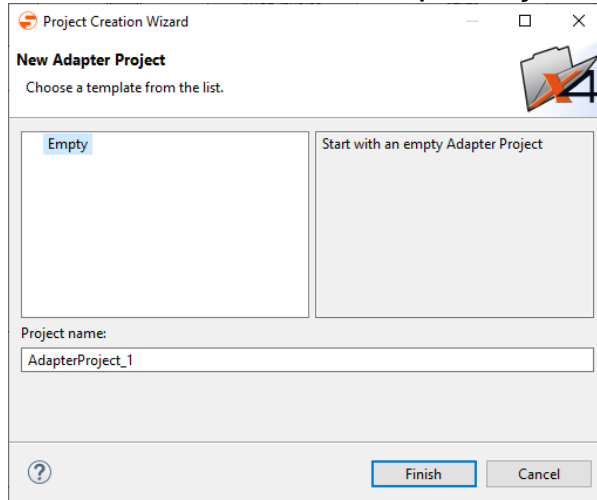 Project Creation Wizard
New Adapter Project
Choose a template from the list.
X4
Empty
Start with an empty Adapter Project
Project name:
AdapterProject_1
?
Finish
Cancel